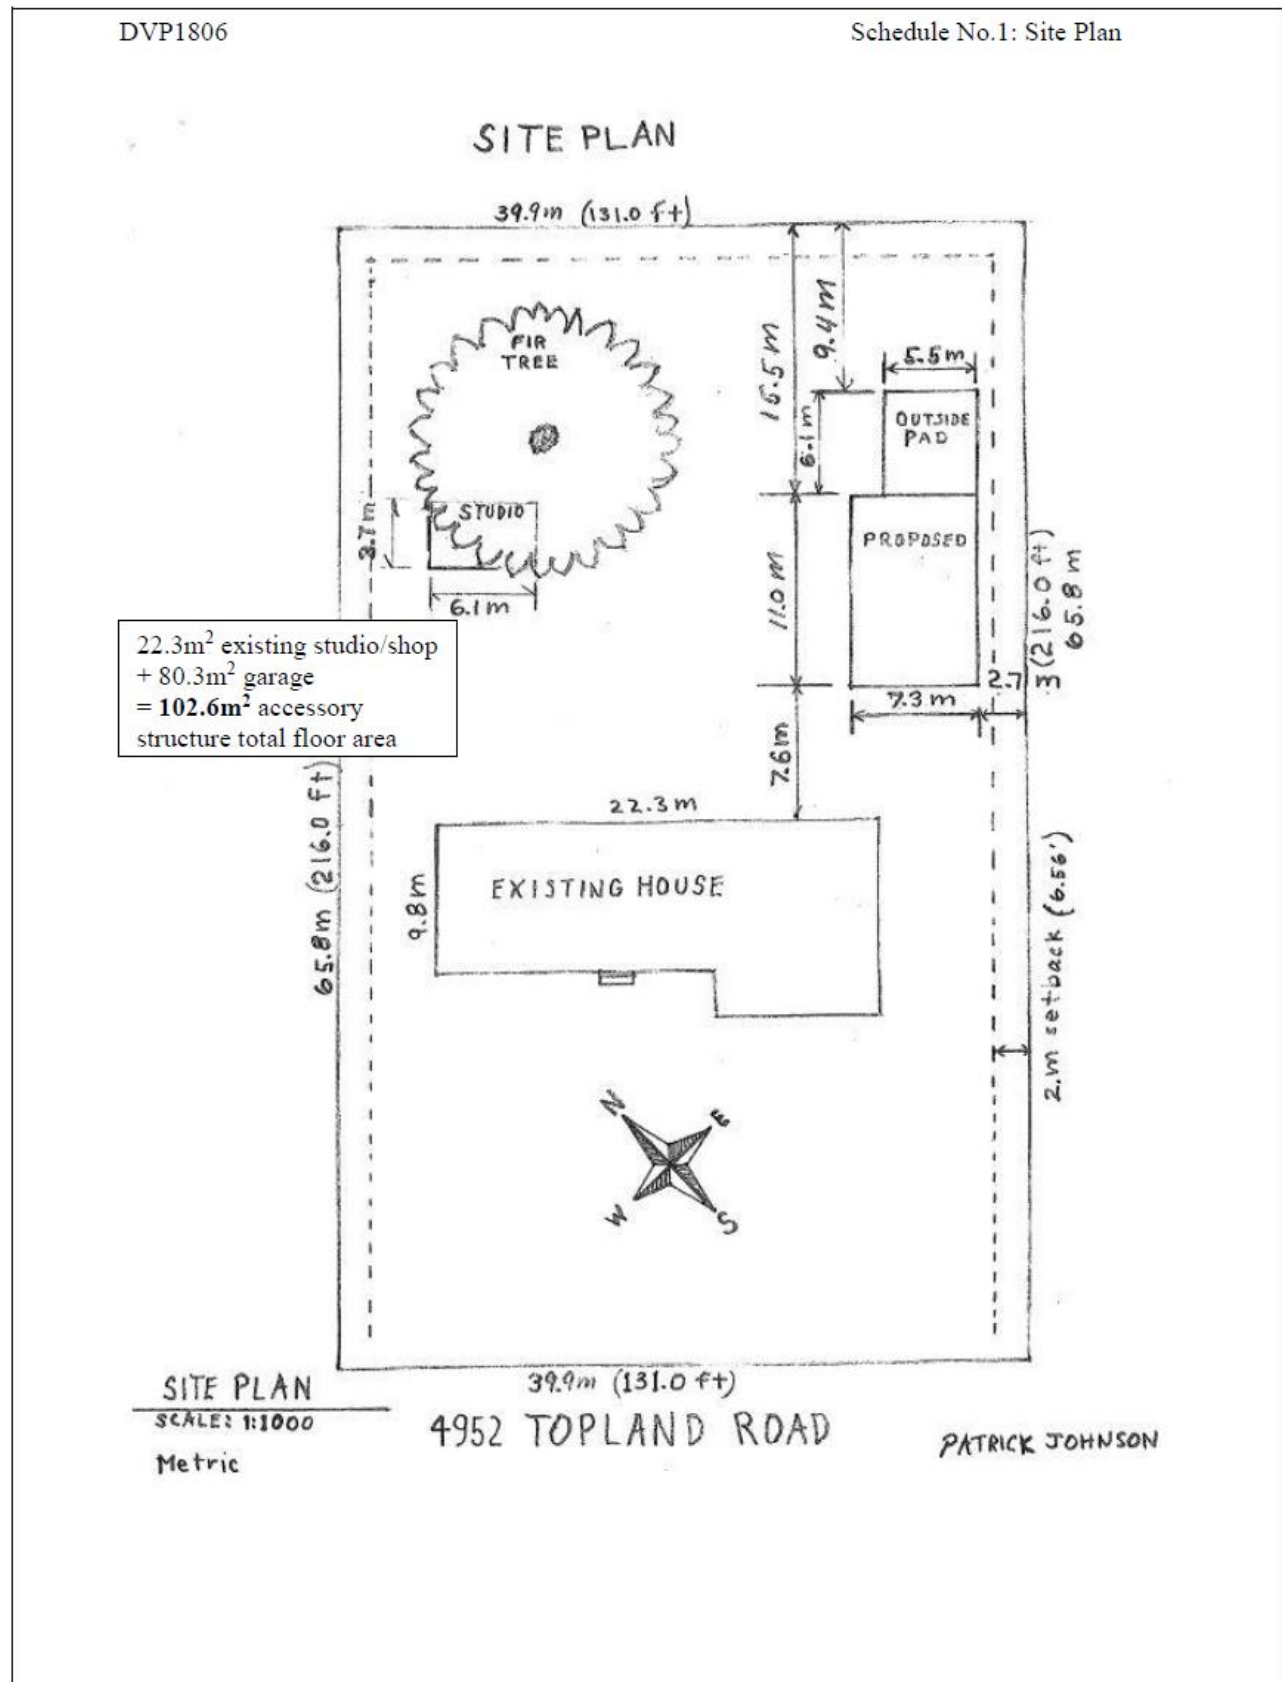 DVP1806
Schedule No.1: Site Plan
SITE PLAN
39.9m (131.0 ft)
FIR
TREE
15.5m
9.4m
5.5m
OUTSIDE
PAD
6.1m
3.7m
STUDIO
6.1m
PROPOSED
11.0m
(216.0 ft)
65.8 m
2.7 m
7.3 m
22.3m² existing studio/shop
+ 80.3m² garage
= 102.6m² accessory
structure total floor area
7.6m
22.3m
65.8m (216.0 ft)
9.8m
EXISTING HOUSE
2.m setback (6.56')
N
E
W
S
39.9m (131.0 ft)
SITE PLAN
SCALE: 1:1000
Metric
4952 TOPLAND ROAD
PATRICK JOHNSON